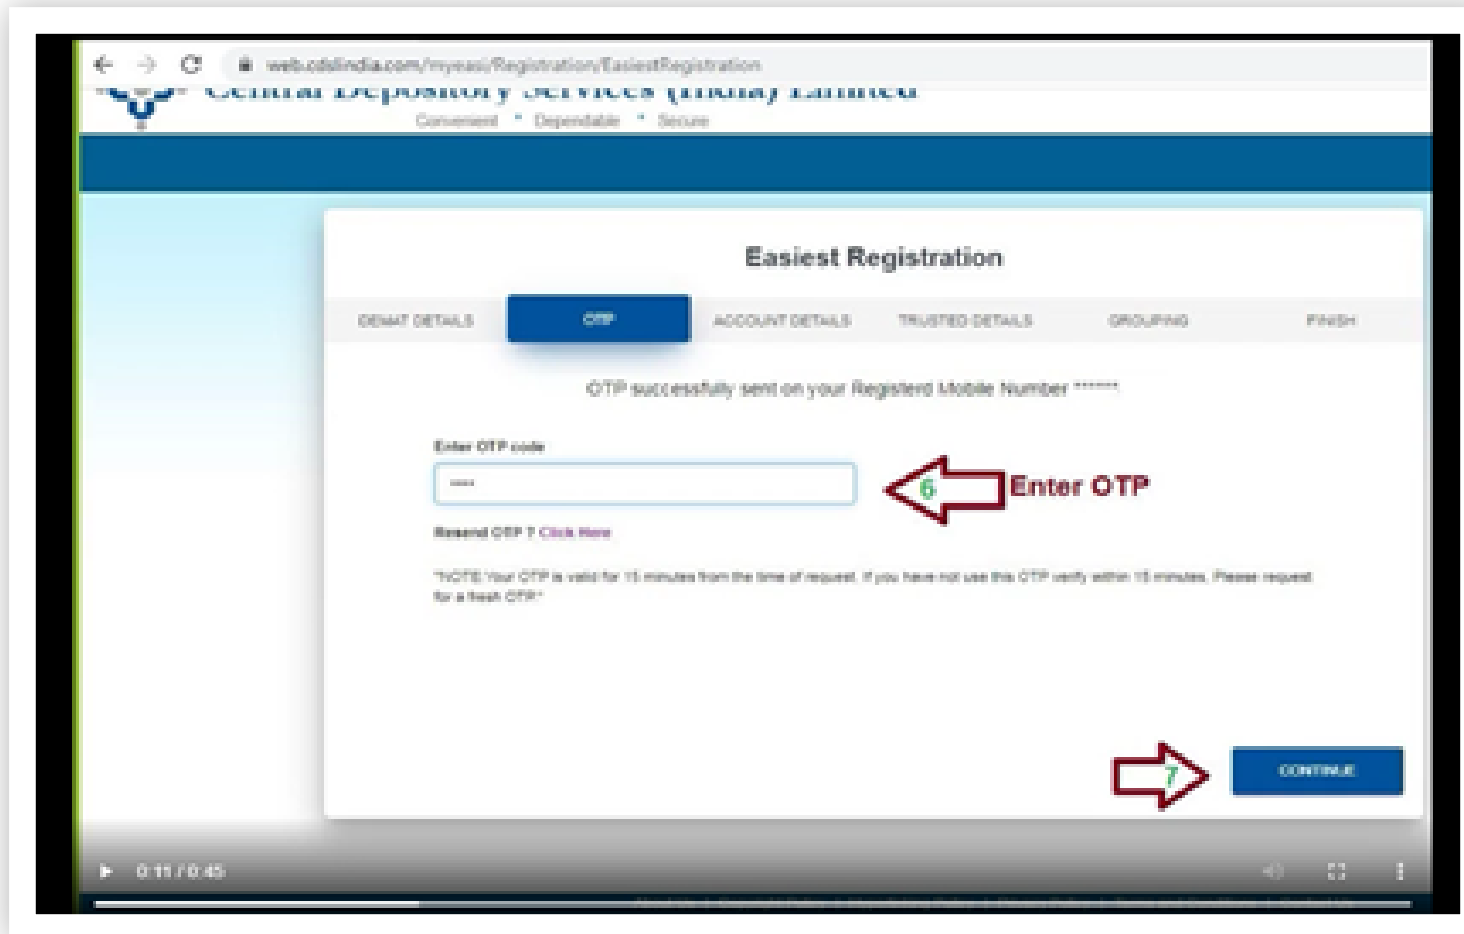 web.cdslindia.com/myeasi/Registration/EasiestRegistration
Central Depository Services (India) Limited
Convenient * Dependable * Secure
Easiest Registration
DEMAT DETAILS OTP ACCOUNT DETAILS TRUSTED DETAILS GROUPING FINISH
OTP successfully sent on your Registerd Mobile Number ******
Enter OTP code
6 Enter OTP
Resend OTP ? Click Here
"NOTE:Your OTP is valid for 15 minutes from the time of request. If you have not use this OTP verify within 15 minutes, Please request
for a fresh OTP."
7 CONTINUE
0:11 / 0:45